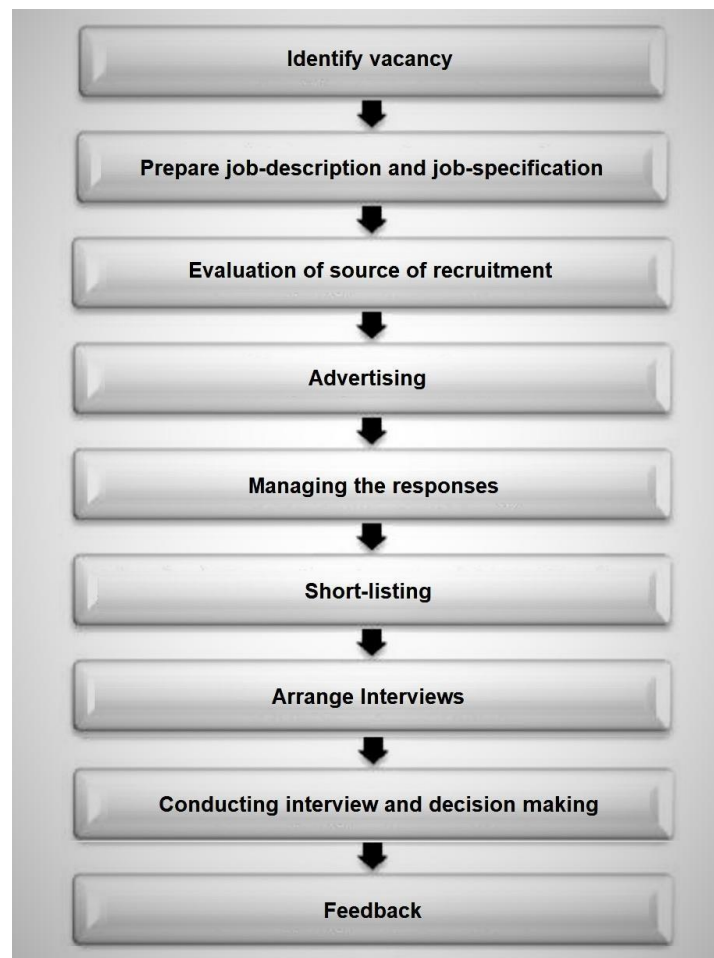 Identify vacancy
Prepare job-description and job-specification
Evaluation of source of recruitment
Advertising
Managing the responses
Short-listing
Arrange Interviews
Conducting interview and decision making
Feedback